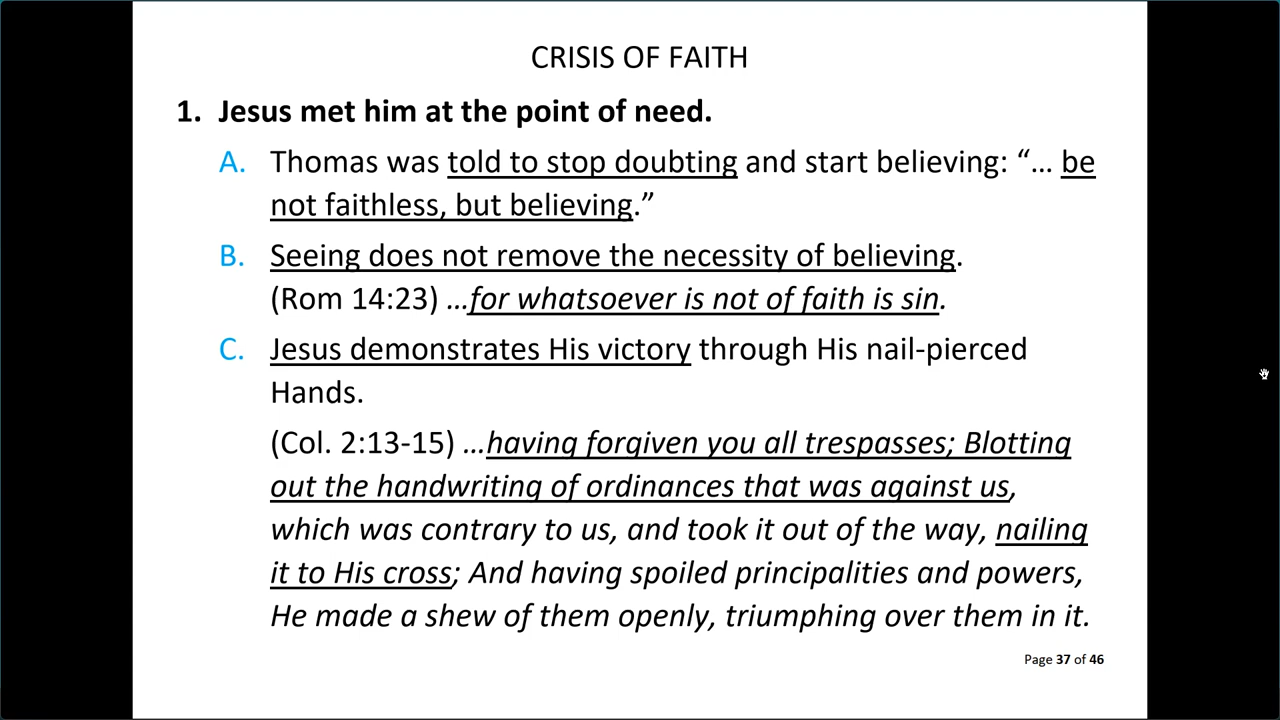 CRISIS OF FAITH
1. Jesus met him at the point of need.
A. Thomas was told to stop doubting and start believing: “… be
not faithless, but believing.”
B. Seeing does not remove the necessity of believing.
(Rom 14:23) …for whatsoever is not of faith is sin.
C. Jesus demonstrates His victory through His nail-pierced
Hands.
(Col. 2:13-15) …having forgiven you all trespasses; Blotting
out the handwriting of ordinances that was against us,
which was contrary to us, and took it out of the way, nailing
it to His cross; And having spoiled principalities and powers,
He made a shew of them openly, triumphing over them in it.
Page 37 of 46